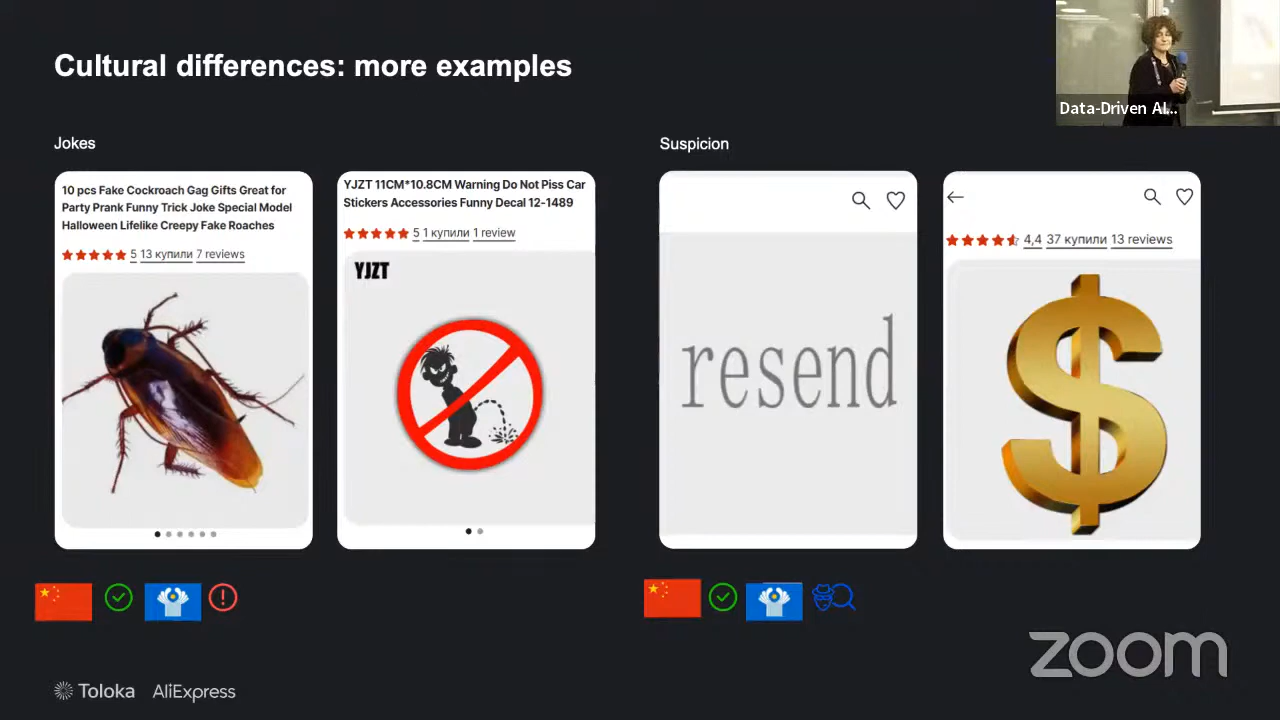 Cultural differences: more examples
Data-Driven AI...
Jokes
Suspicion
10 pcs Fake Cockroach Gag Gifts Great for
Party Prank Funny Trick Joke Special Model
Halloween Lifelike Creepy Fake Roaches
5 13 купили 7 reviews
YJZT 11CM*10.8CM Warning Do Not Piss Car
Stickers Accessories Funny Decal 12-1489
5 1 купили 1 review
YJZT
resend
4,4 37 купили 13 reviews
Toloka AliExpress
zoom